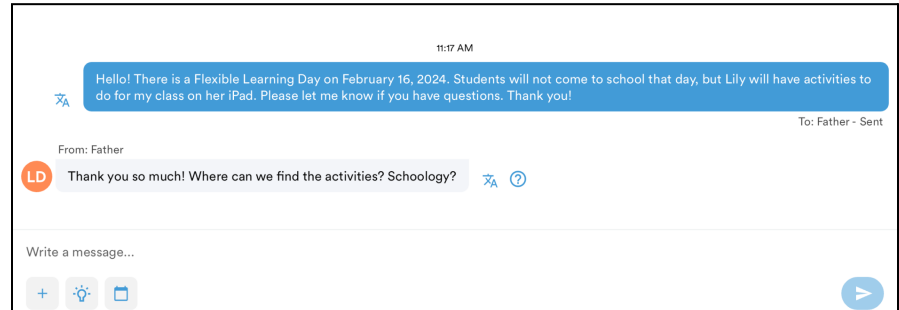 11:17 AM
Hello! There is a Flexible Learning Day on February 16, 2024. Students will not come to school that day, but Lily will have activities to
do for my class on her iPad. Please let me know if you have questions. Thank you!
To: Father - Sent
From: Father
LD
Thank you so much! Where can we find the activities? Schoology?
Write a message...